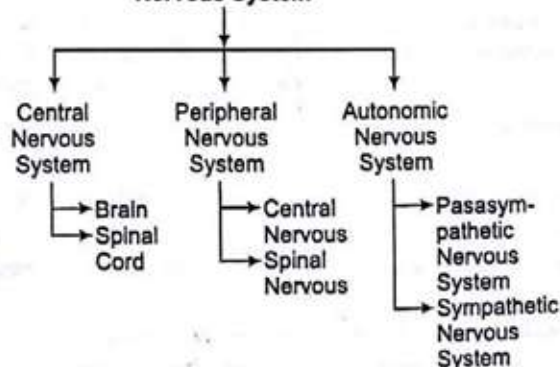 Nervous System
Central
Nervous
System
Brain
Spinal
Cord
Peripheral
Nervous
System
Central
Nervous
Spinal
Nervous
Autonomic
Nervous
System
Pasasym-
pathetic
Nervous
System
Sympathetic
Nervous
System